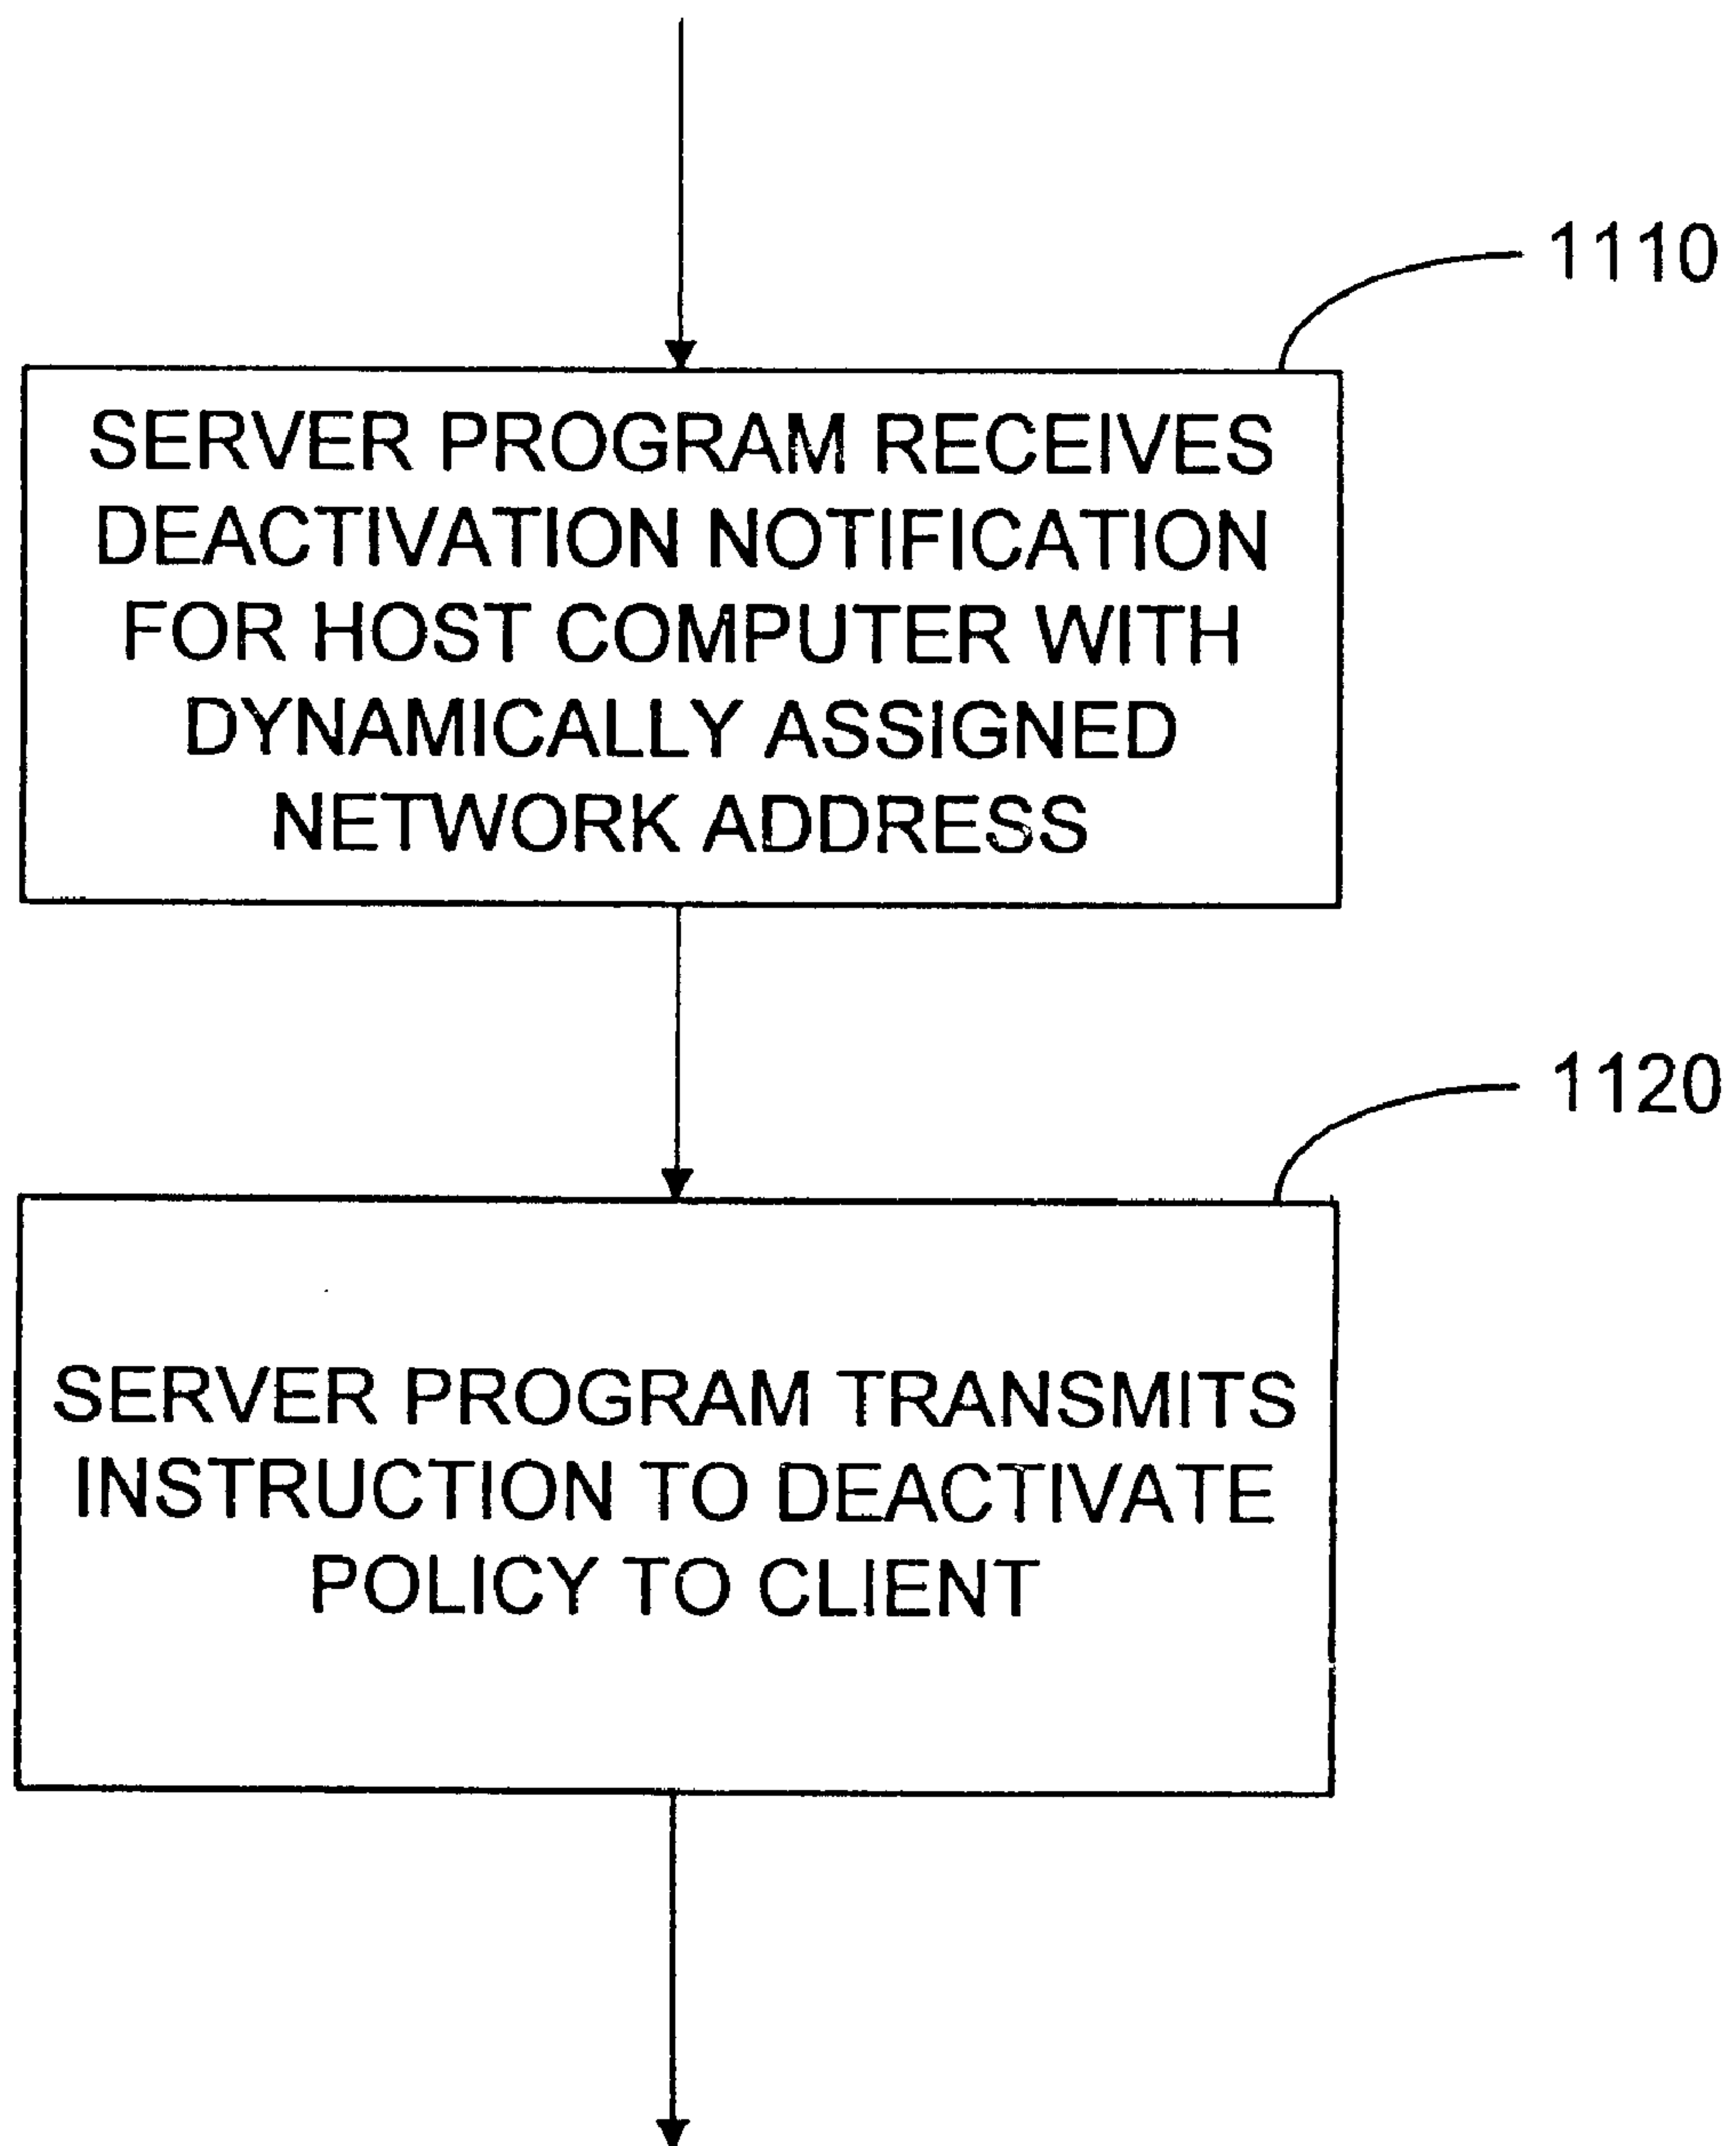 1110
SERVER PROGRAM RECEIVES
DEACTIVATION NOTIFICATION
FOR HOST COMPUTER WITH
DYNAMICALLY ASSIGNED
NETWORK ADDRESS
1120
SERVER PROGRAM TRANSMITS
INSTRUCTION TO DEACTIVATE
POLICY TO CLIENT